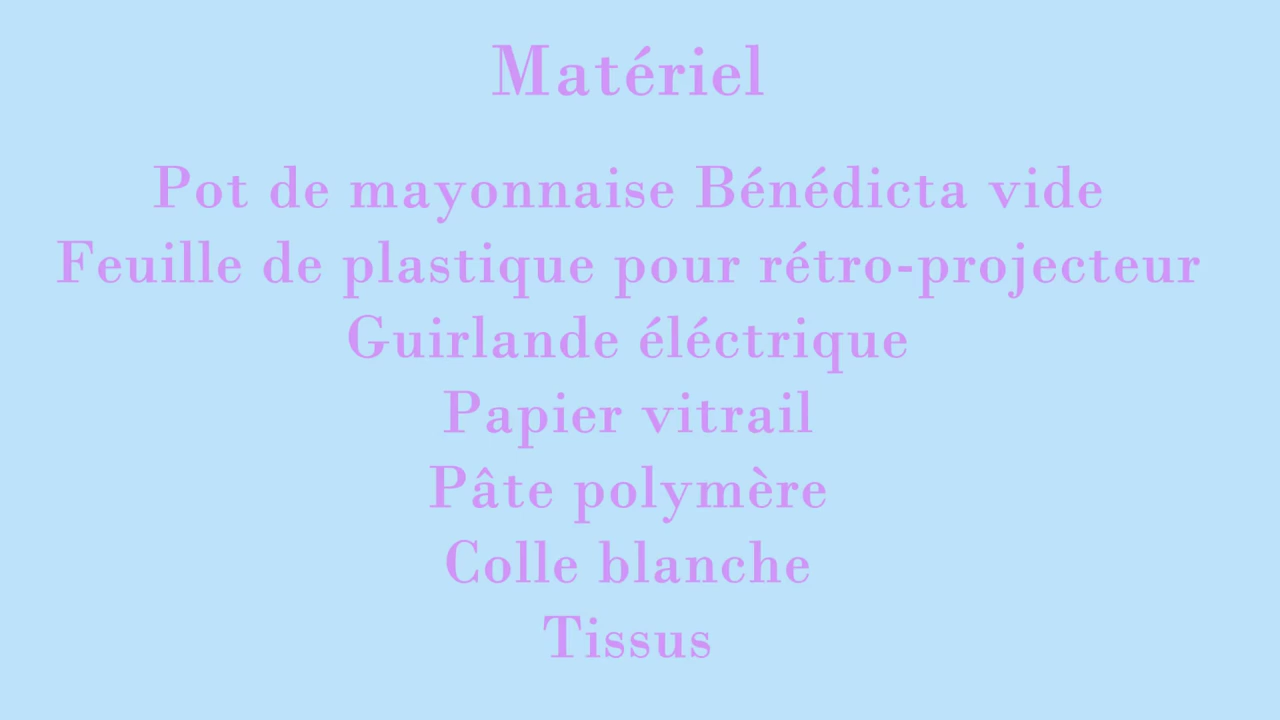 Matériel
Pot de mayonnaise Bénédicta vide
Feuille de plastique pour rétro-projecteur
Guirlande éléctrique
Papier vitrail
Pâte polymère
Colle blanche
Tissus